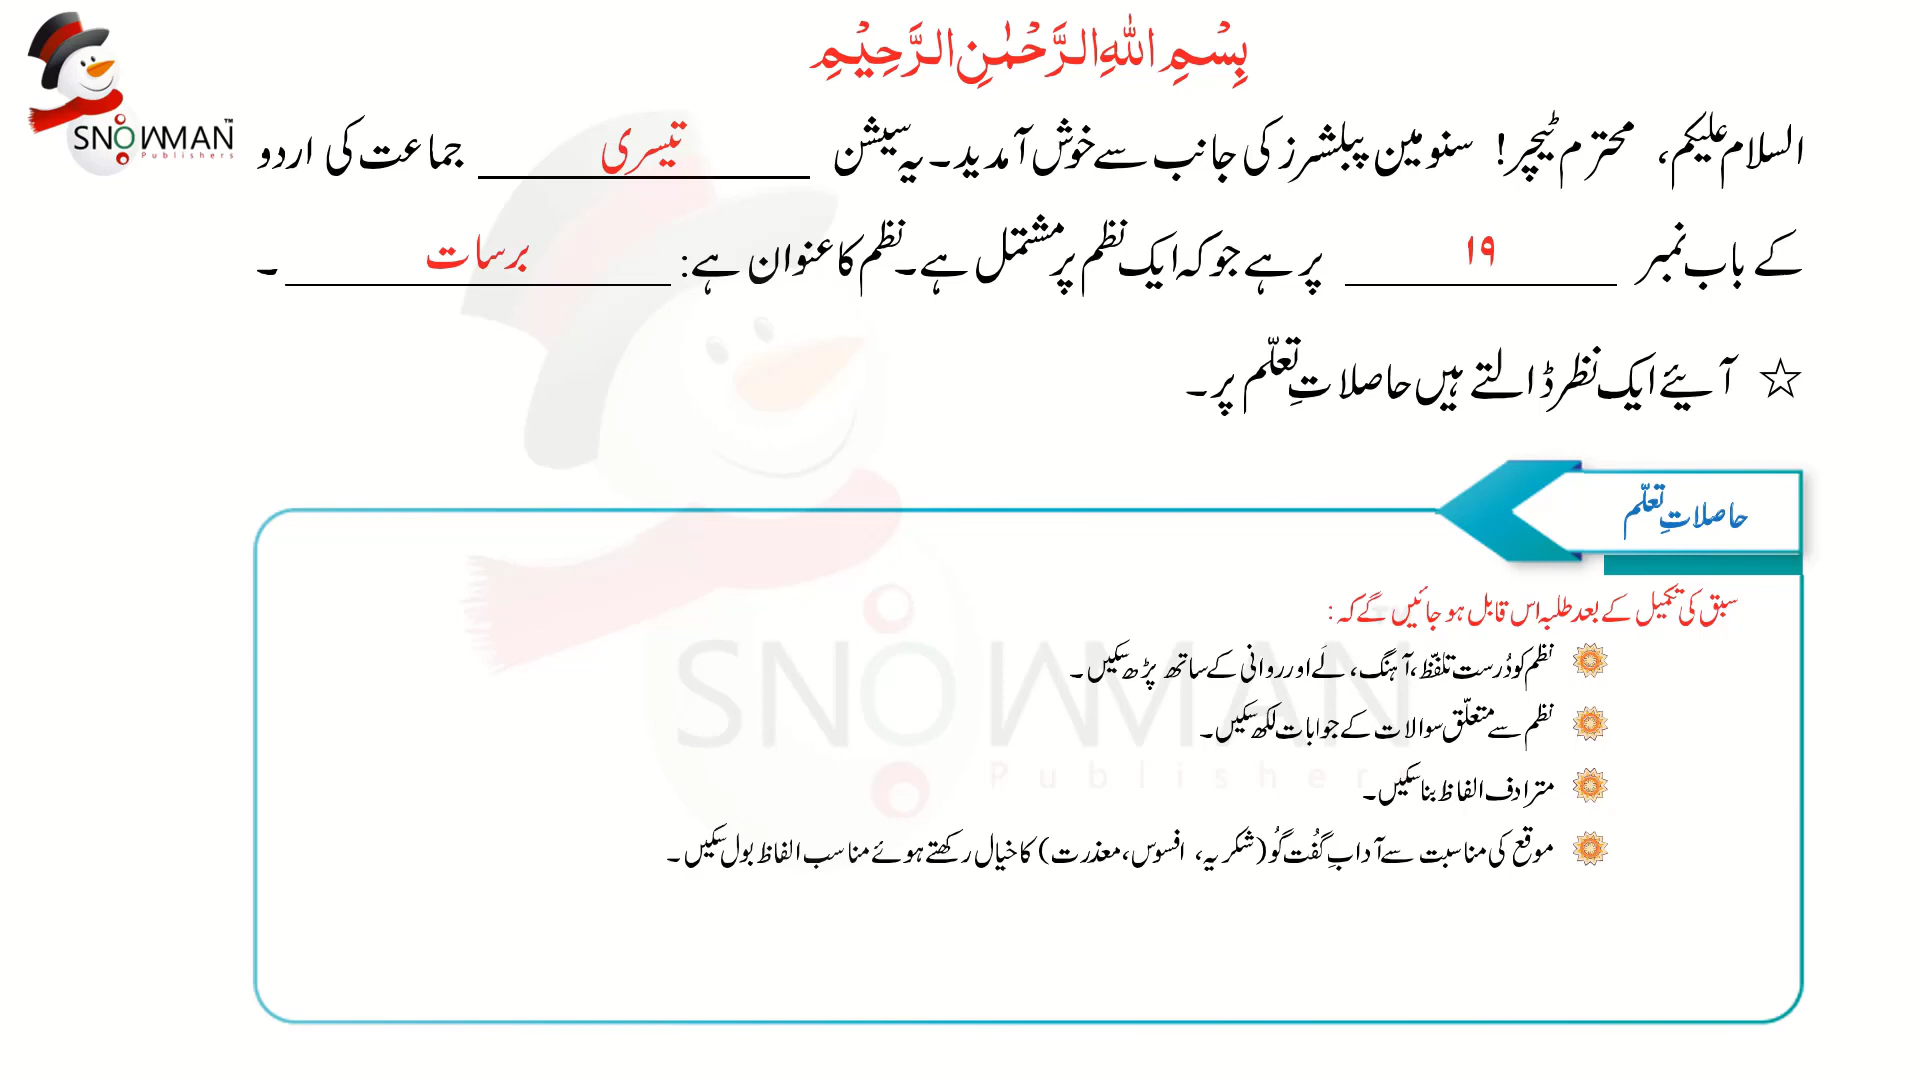 بِسْمِ اللّٰهِ الرَّحْمٰنِ الرَّحِيْمِ
SNOWMAN™
Publishers
السلام علیکم، محترم ٹیچر! سنومین پبلشرز کی جانب سے خوش آمدید۔ یہ سیشن تیسری جماعت کی اردو
کے باب نمبر ۱۹ پر ہے جو کہ ایک نظم پر مشتمل ہے۔ نظم کا عنوان ہے: برسات ۔
☆ آیئے ایک نظر ڈالتے ہیں حاصلاتِ تعلّم پر۔
حاصلاتِ تعلّم
سبق کی تکمیل کے بعد طلبہ اس قابل ہو جائیں گے کہ:
نظم کو دُرست تلفّظ، آہنگ، لَے اور روانی کے ساتھ پڑھ سکیں۔
نظم سے متعلّق سوالات کے جوابات لکھ سکیں۔
مترادف الفاظ بنا سکیں۔
موقع کی مناسبت سے آدابِ گُفت گُو (شکریہ، افسوس، معذرت) کا خیال رکھتے ہوئے مناسب الفاظ بول سکیں۔
SNOWMAN
Publishers